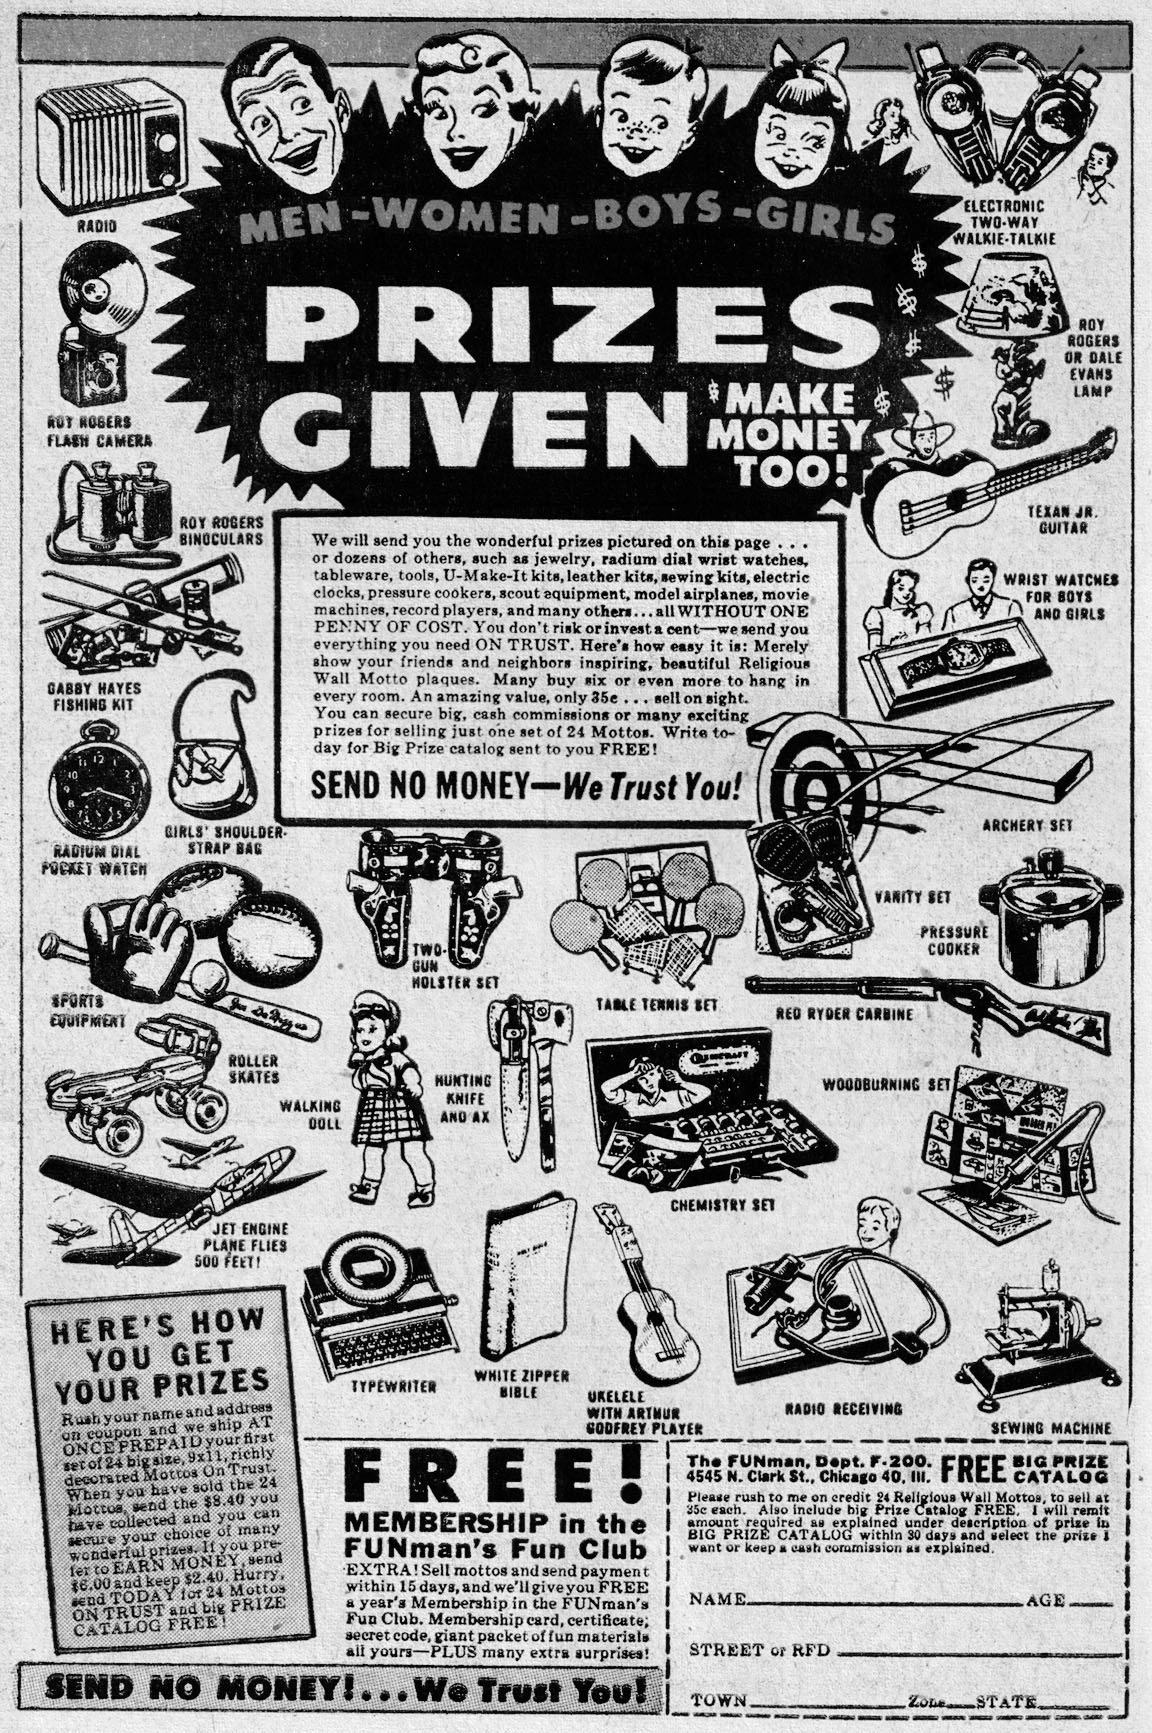 MEN-WOMEN-BOYS-GIRLS
PRIZES
GIVEN
$MAKE
MONEY
TOO!
RADIO
ELECTRONIC
TWO-WAY
WALKIE-TALKIE
ROY ROGERS
FLASH CAMERA
ROY
ROGERS
OR DALE
EVANS
LAMP
ROY ROGERS
BINOCULARS
TEXAN JR.
GUITAR
GABBY HAYES
FISHING KIT
WRIST WATCHES
FOR BOYS
AND GIRLS
We will send you the wonderful prizes pictured on this page . . .
or dozens of others, such as jewelry, radium dial wrist watches,
tableware, tools, U-Make-It kits, leather kits, sewing kits, electric
clocks, pressure cookers, scout equipment, model airplanes, movie
machines, record players, and many others...all WITHOUT ONE
PENNY OF COST. You don't risk or invest a cent—we send you
everything you need ON TRUST. Here's how easy it is: Merely
show your friends and neighbors inspiring, beautiful Religious
Wall Motto plaques. Many buy six or even more to hang in
every room. An amazing value, only 35c . . . sell on sight.
You can secure big, cash commissions or many exciting
prizes for selling just one set of 24 Mottos. Write to-
day for Big Prize catalog sent to you FREE!
SEND NO MONEY—We Trust You!
RADIUM DIAL
POCKET WATCH
GIRLS' SHOULDER-
STRAP BAG
ARCHERY SET
TWO-
GUN
HOLSTER SET
TABLE TENNIS SET
VANITY SET
PRESSURE
COOKER
SPORTS
EQUIPMENT
RED RYDER CARBINE
ROLLER
SKATES
WALKING
DOLL
HUNTING
KNIFE
AND AX
CHEMCRAFT
CHEMISTRY SET
WOODBURNING SET
JET ENGINE
PLANE FLIES
500 FEET!
TYPEWRITER
HOLY BIBLE
WHITE ZIPPER
BIBLE
UKELELE
WITH ARTHUR
GODFREY PLAYER
RADIO RECEIVING
SEWING MACHINE
HERE'S HOW
YOU GET
YOUR PRIZES
Rush your name and address
on coupon and we ship AT
ONCE PREPAID your first
set of 24 big size, 9x11, richly
decorated Mottos On Trust.
When you have sold the 24
Mottos, send the $8.40 you
have collected and you can
secure your choice of many
wonderful prizes. If you pre-
fer to EARN MONEY, send
$6.00 and keep $2.40. Hurry,
send TODAY for 24 Mottos
ON TRUST and big PRIZE
CATALOG FREE!
FREE!
MEMBERSHIP in the
FUNman's Fun Club
EXTRA! Sell mottos and send payment
within 15 days, and we'll give you FREE
a year's Membership in the FUNman's
Fun Club. Membership card, certificate;
secret code, giant packet of fun materials
all yours—PLUS many extra surprises!
SEND NO MONEY!...We Trust You!
The FUNman, Dept. F-200.
4545 N. Clark St., Chicago 40, Ill.
FREE BIG PRIZE
CATALOG
Please rush to me on credit 24 Religious Wall Mottos, to sell at
35c each. Also include big Prize Catalog FREE. I will remit
amount required as explained under description of prize in
BIG PRIZE CATALOG within 30 days and select the prize I
want or keep a cash commission as explained.
NAME AGE
STREET or RFD
TOWN Zone STATE